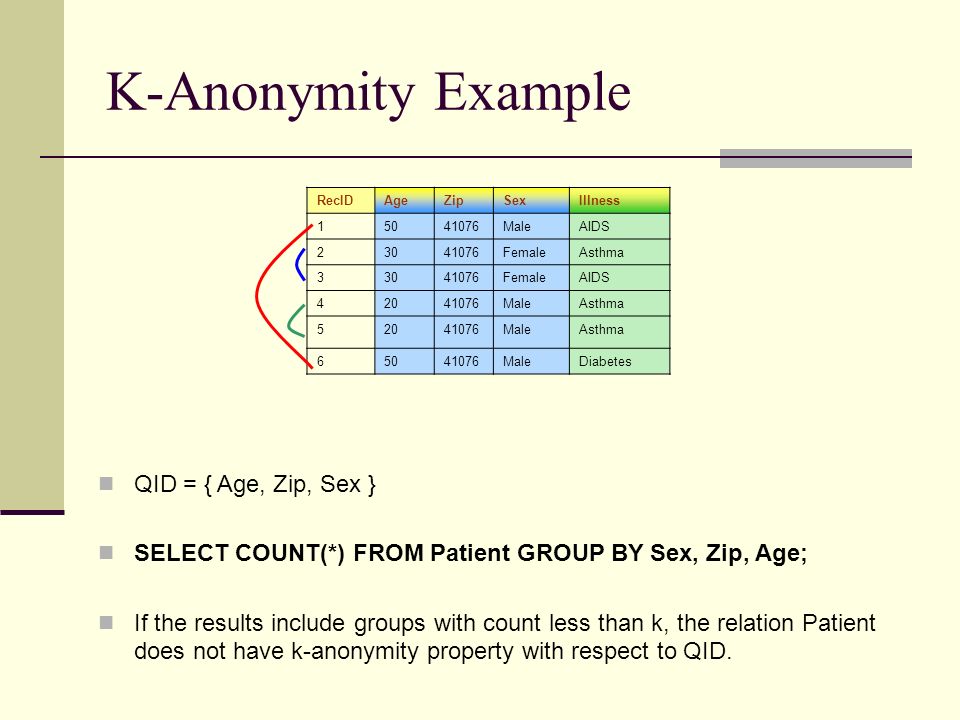 K-Anonymity Example
RecID Age Zip Sex Illness
1 50 41076 Male AIDS
2 30 41076 Female Asthma
3 30 41076 Female AIDS
4 20 41076 Male Asthma
5 20 41076 Male Asthma
6 50 41076 Male Diabetes
QID = { Age, Zip, Sex }
SELECT COUNT(*) FROM Patient GROUP BY Sex, Zip, Age;
If the results include groups with count less than k, the relation Patient
does not have k-anonymity property with respect to QID.